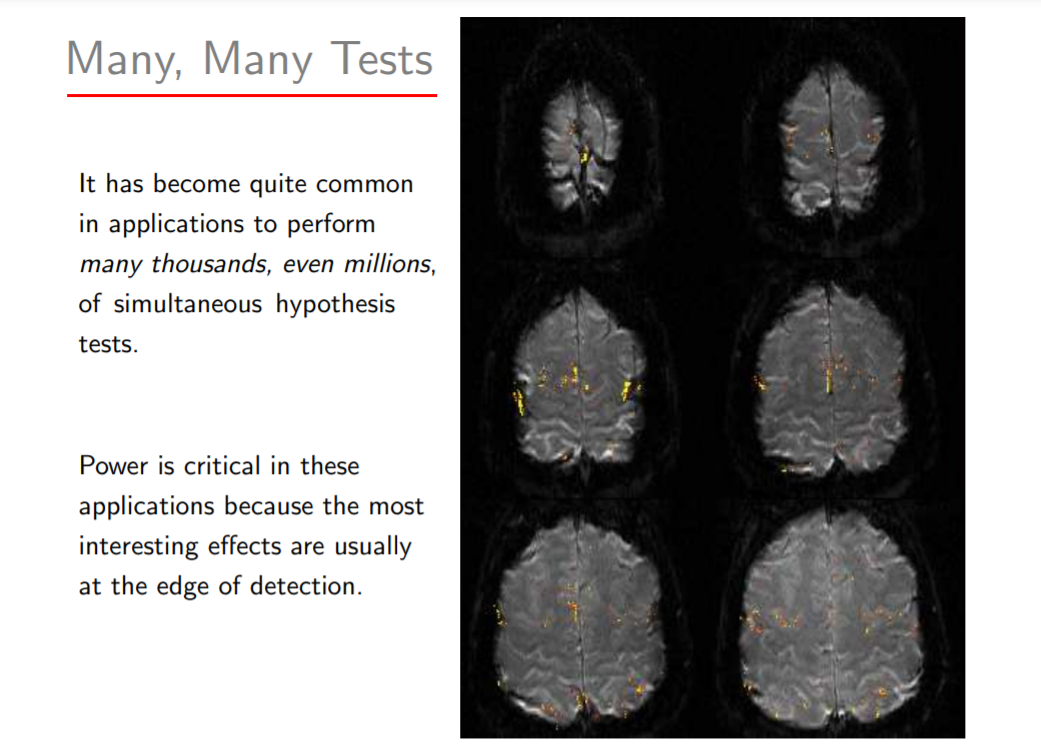 Many, Many Tests
It has become quite common
in applications to perform
many thousands, even millions,
of simultaneous hypothesis
tests.
Power is critical in these
applications because the most
interesting effects are usually
at the edge of detection.